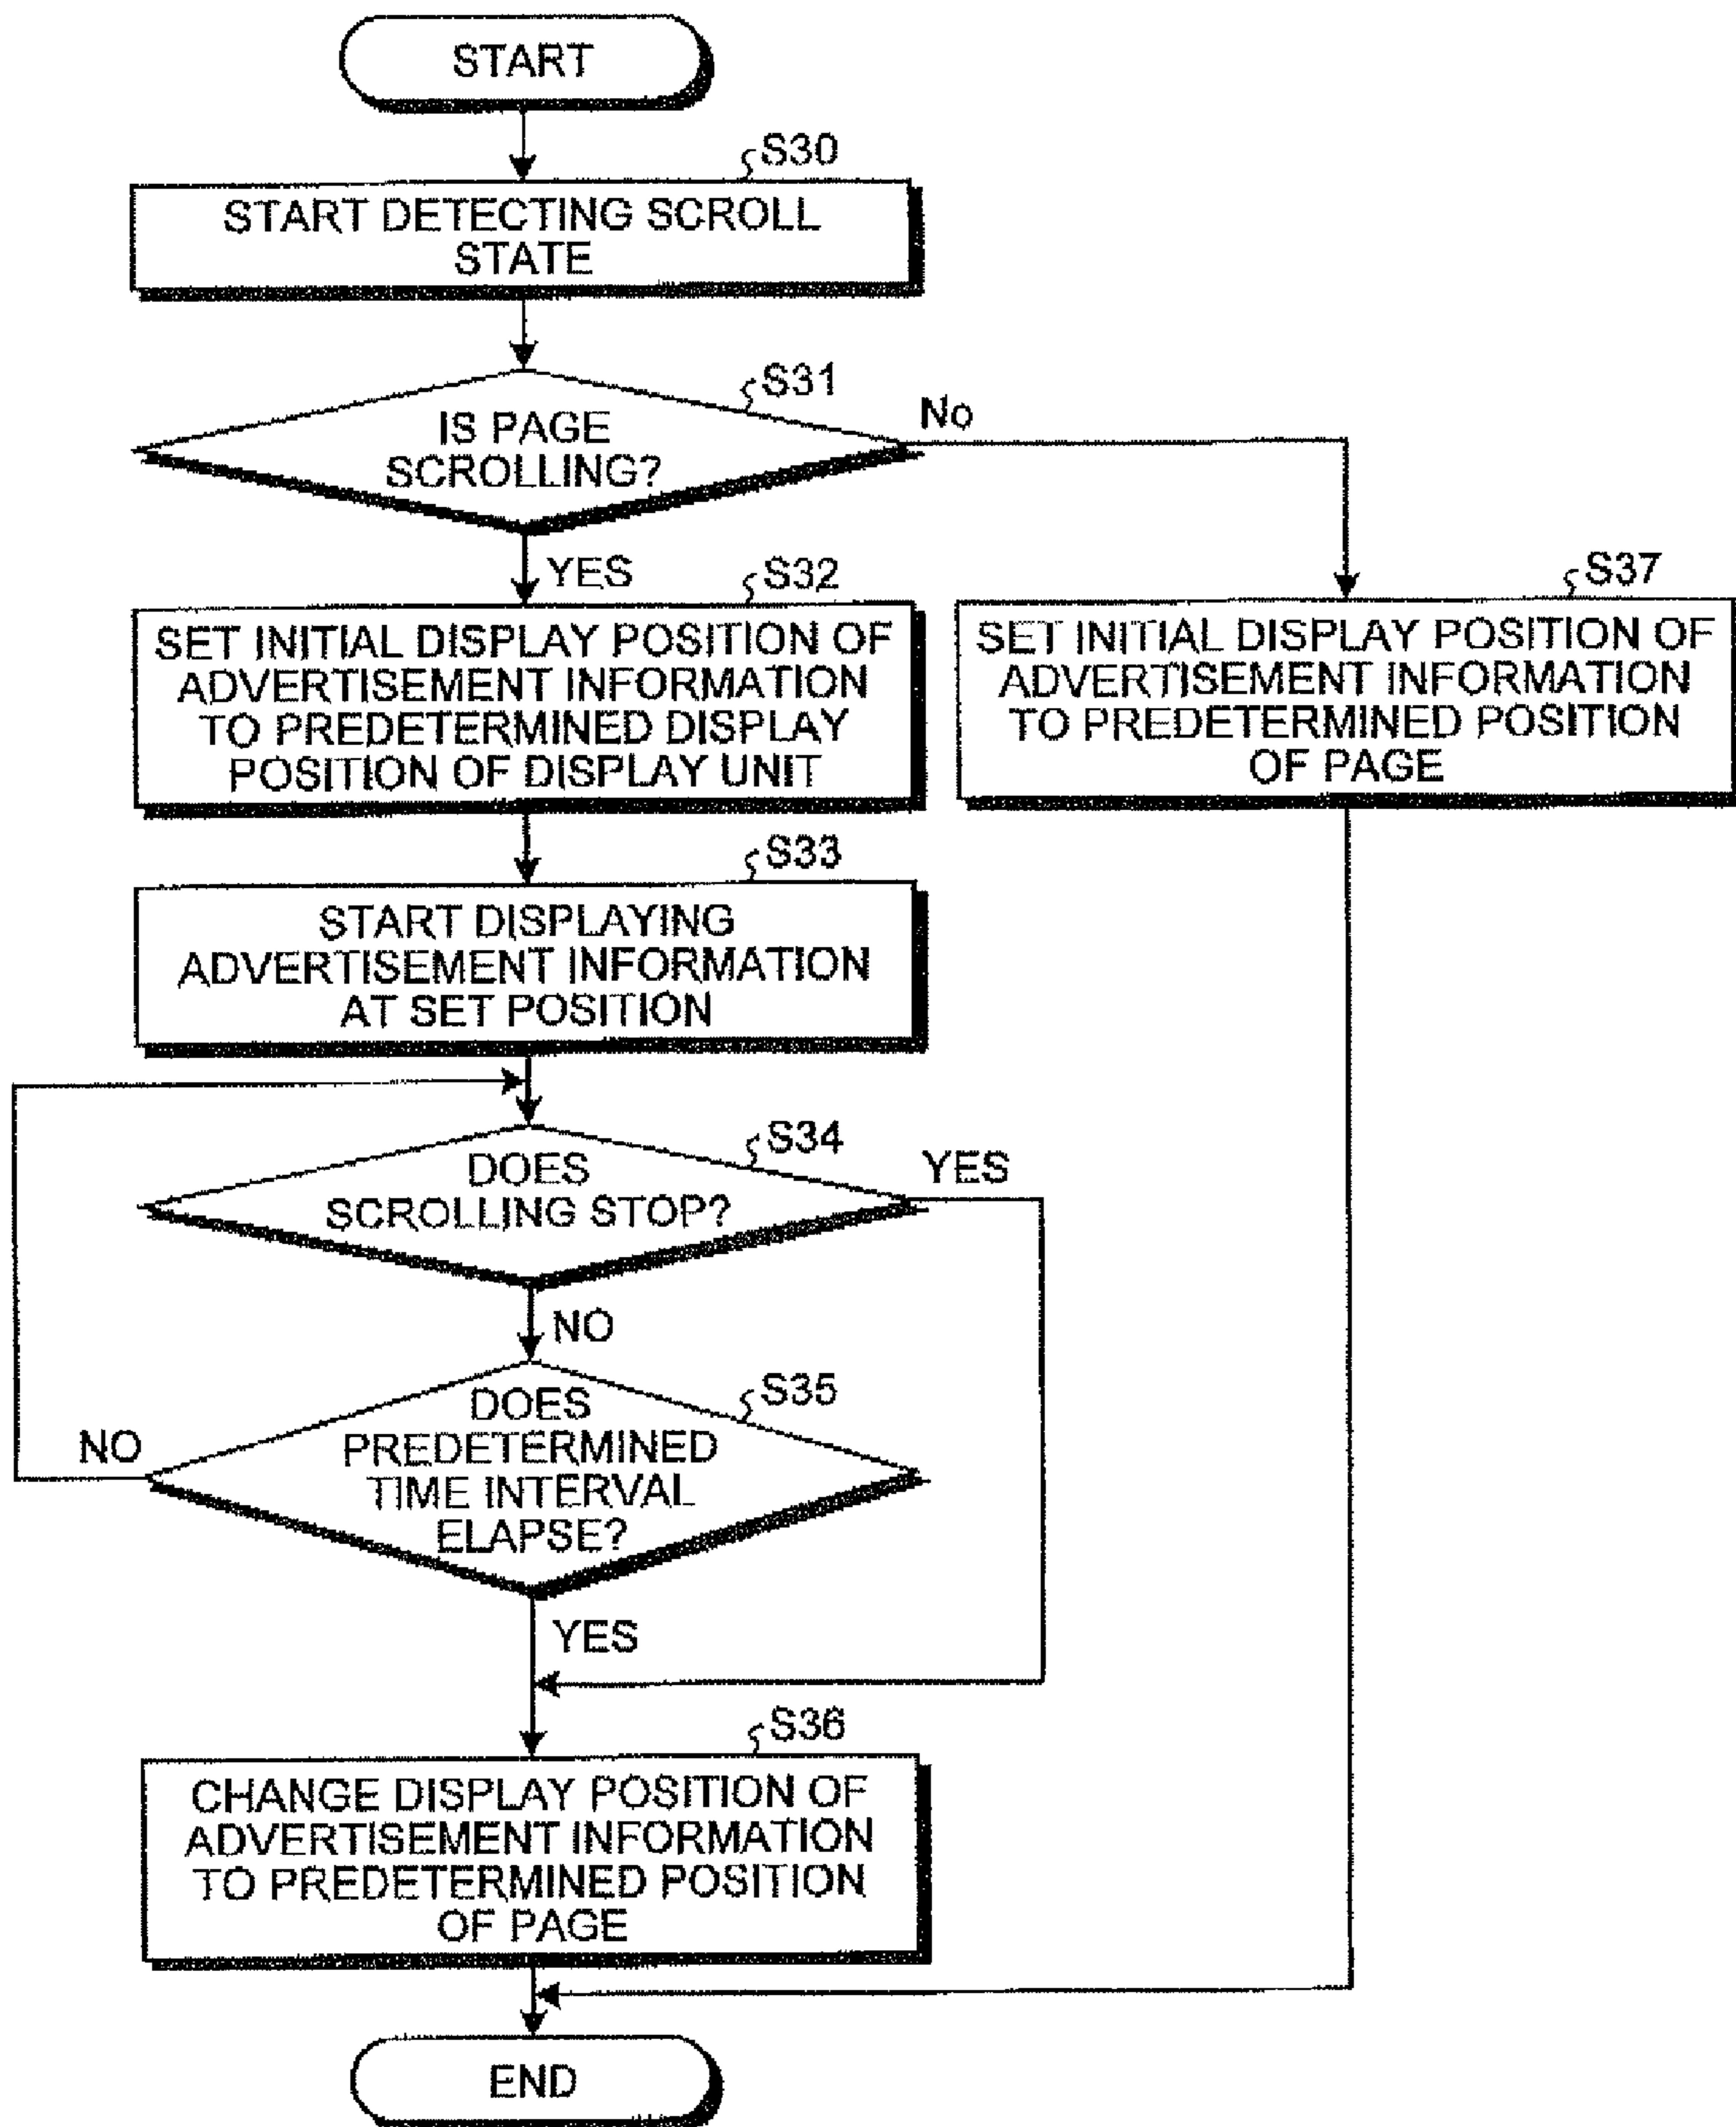 START
S30
START DETECTING SCROLL
STATE
S31
IS PAGE
SCROLLING?
No
YES
S32
SET INITIAL DISPLAY POSITION OF
ADVERTISEMENT INFORMATION
TO PREDETERMINED DISPLAY
POSITION OF DISPLAY UNIT
S37
SET INITIAL DISPLAY POSITION OF
ADVERTISEMENT INFORMATION
TO PREDETERMINED POSITION
OF PAGE
S33
START DISPLAYING
ADVERTISEMENT INFORMATION
AT SET POSITION
S34
DOES
SCROLLING STOP?
YES
NO
S35
DOES
PREDETERMINED
TIME INTERVAL
ELAPSE?
NO
YES
S36
CHANGE DISPLAY POSITION OF
ADVERTISEMENT INFORMATION
TO PREDETERMINED POSITION
OF PAGE
END